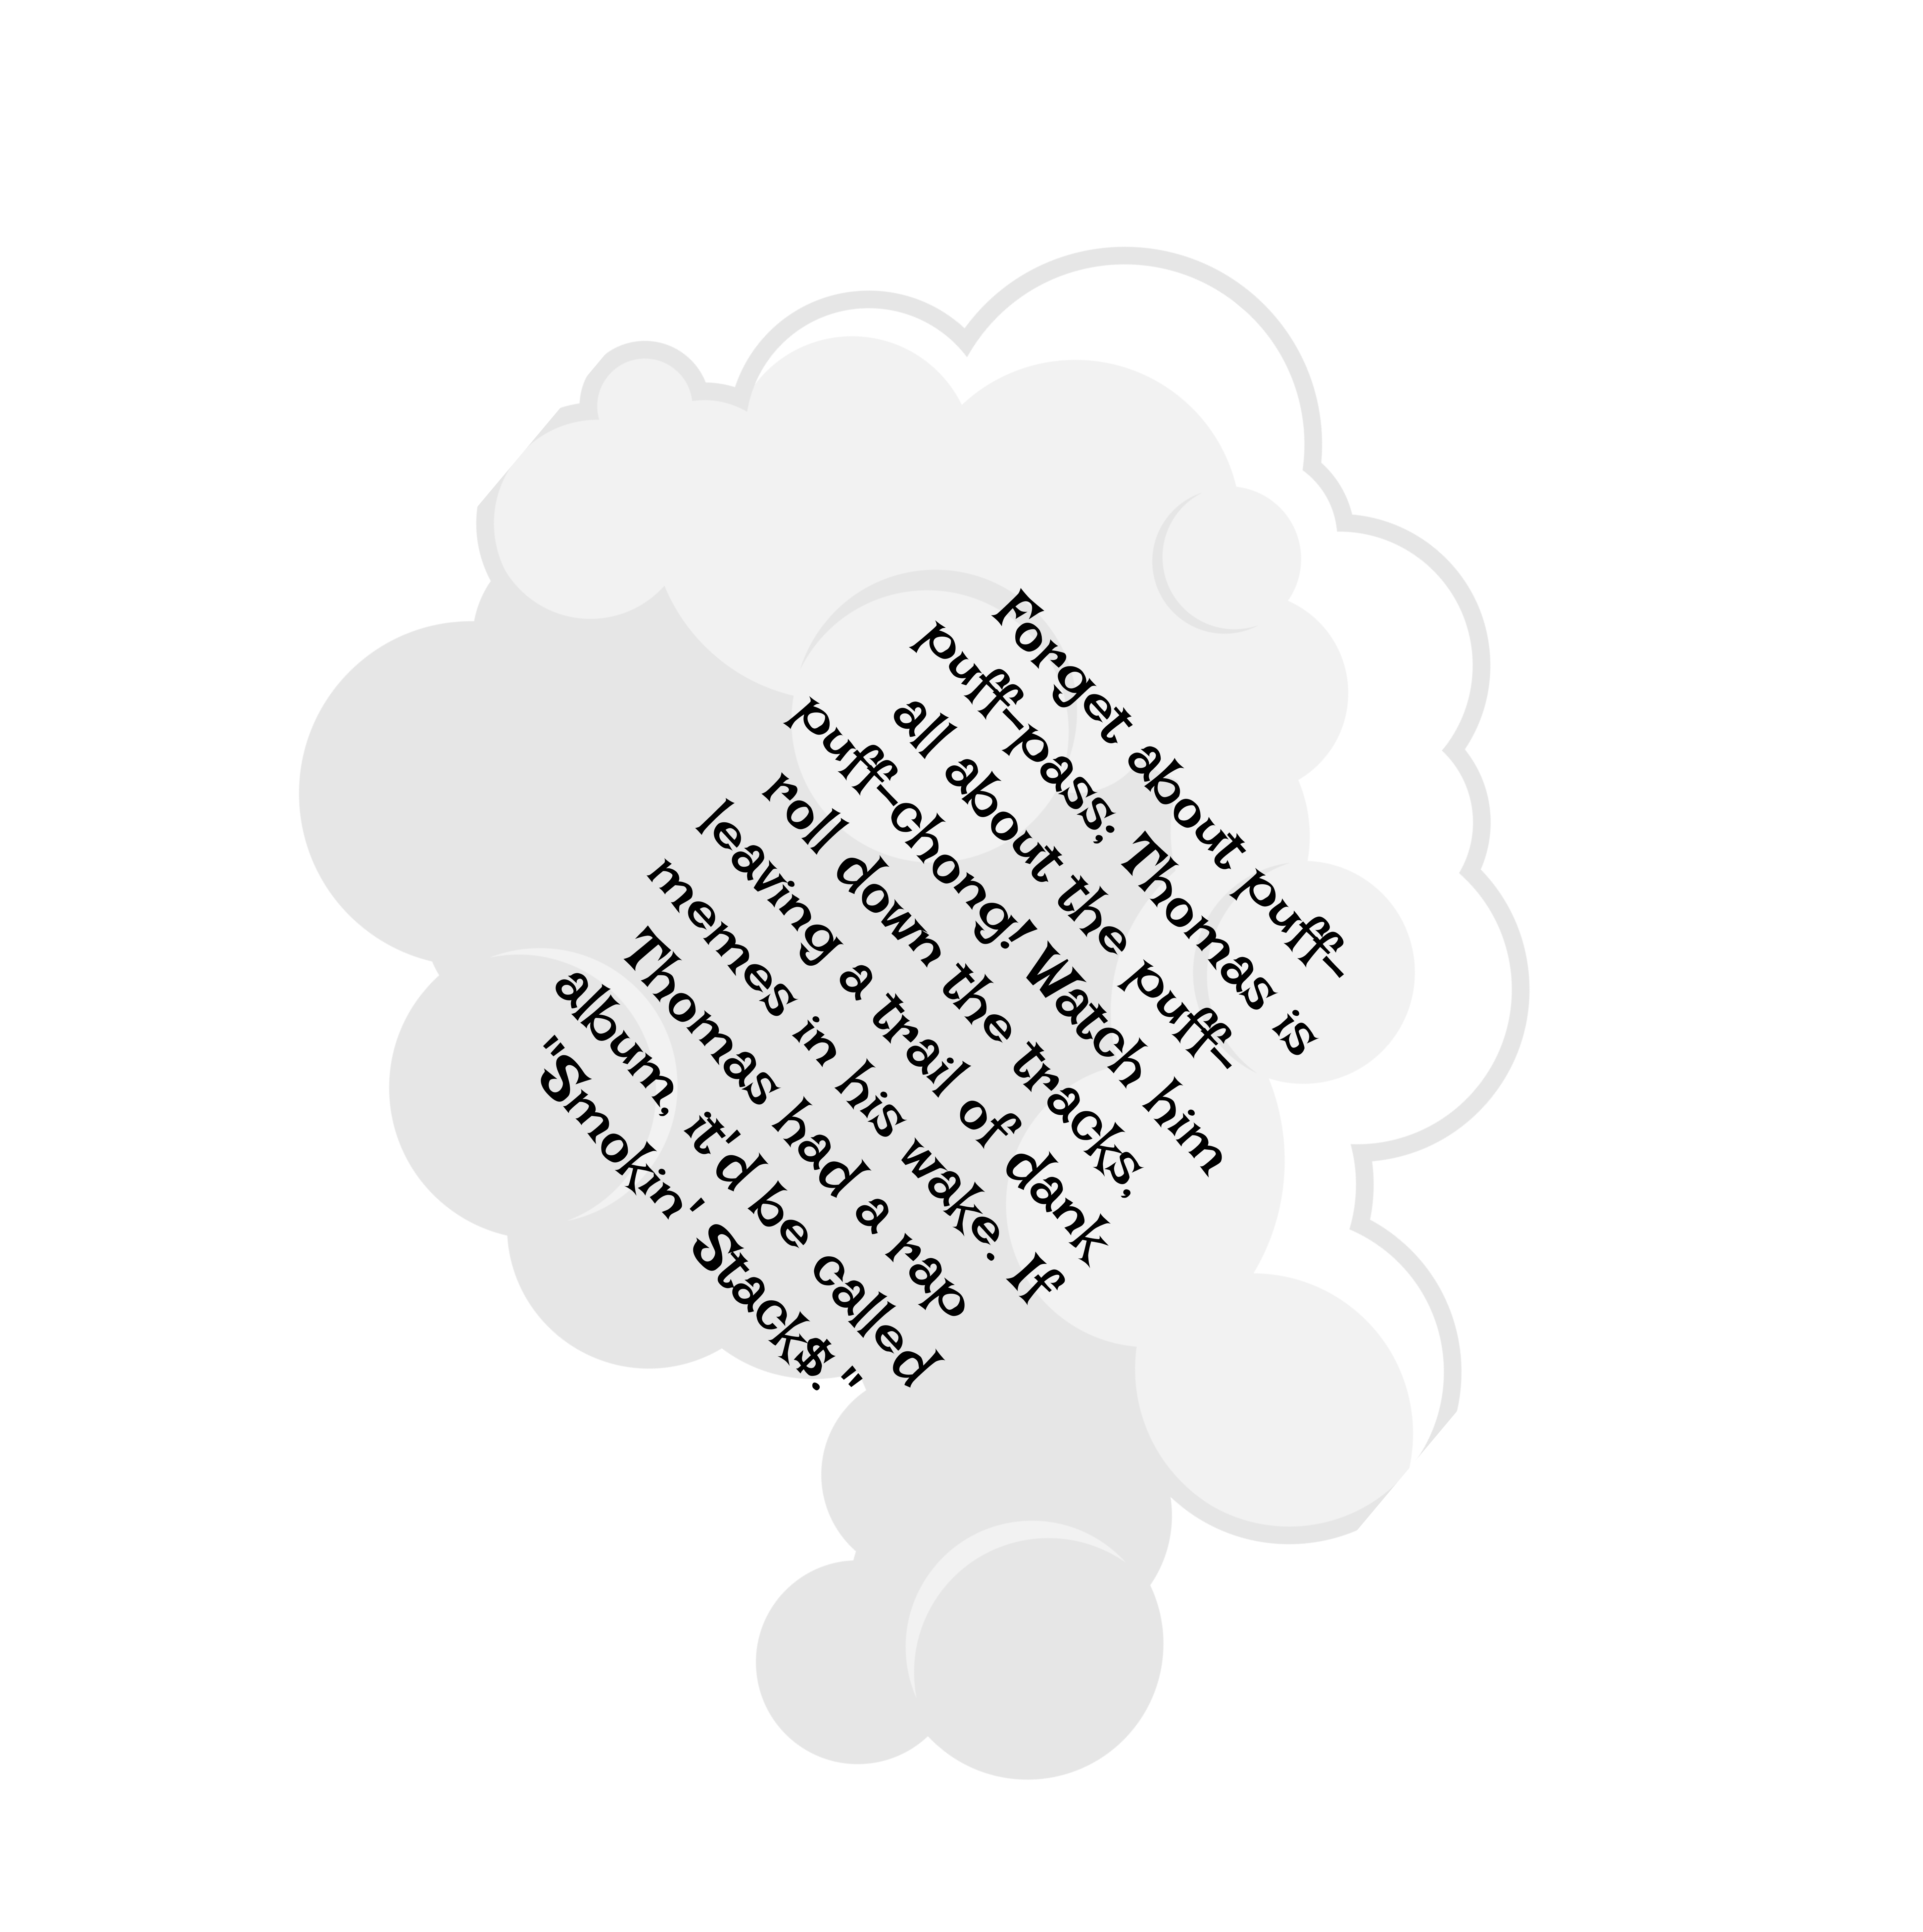 Forget about puff-
puff-pass; Thomas is
all about the puff-
puff-choog! Watch him
roll down the tracks,
leaving a trail of dank
memes in his wake. If
Thomas had a rap
album, it'd be called
"Smokin' Stack$."